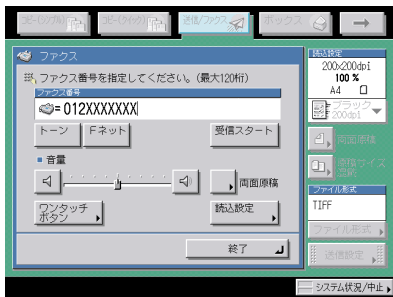 コピー(シンプル)
コピー(クイック)
送信/ファクス
ボックス
ファクス
ファクス番号を指定してください。(最大120桁)
ファクス番号
=012XXXXXXX
トーン
Fネット
受信スタート
音量
両面原稿
ワンタッチ
ボタン
読込設定
終了
読込設定
200x200dpi
100 %
A4
ブラック
200dpi
両面原稿
原稿サイズ
混載
ファイル形式
TIFF
ファイル形式
送信設定
システム状況/中止